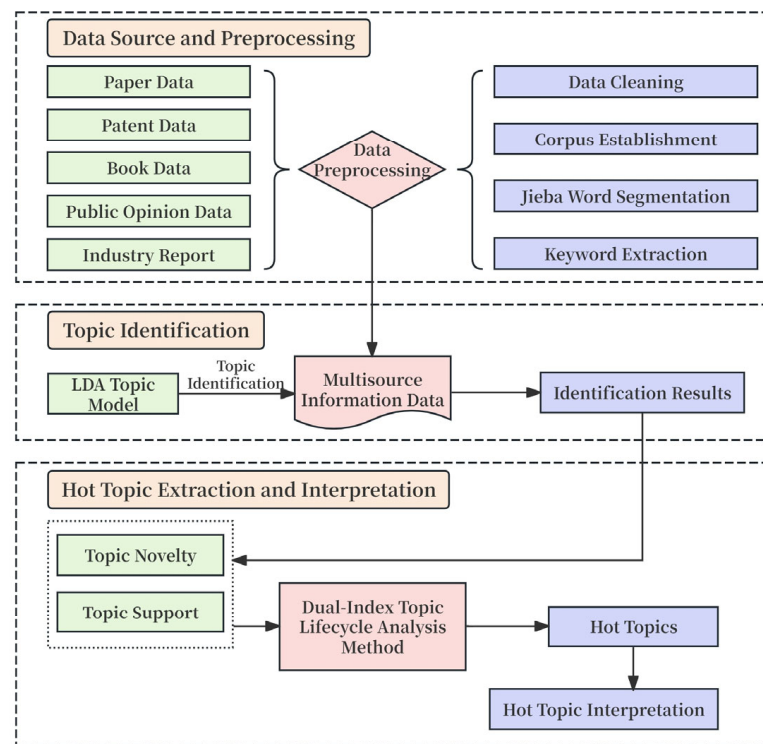 Data Source and Preprocessing
Paper Data
Patent Data
Book Data
Public Opinion Data
Industry Report
Data
Preprocessing
Data Cleaning
Corpus Establishment
Jieba Word Segmentation
Keyword Extraction
Topic Identification
LDA Topic
Model
Topic
Identification
Multisource
Information Data
Identification Results
Hot Topic Extraction and Interpretation
Topic Novelty
Topic Support
Dual-Index Topic
Lifecycle Analysis
Method
Hot Topics
Hot Topic Interpretation